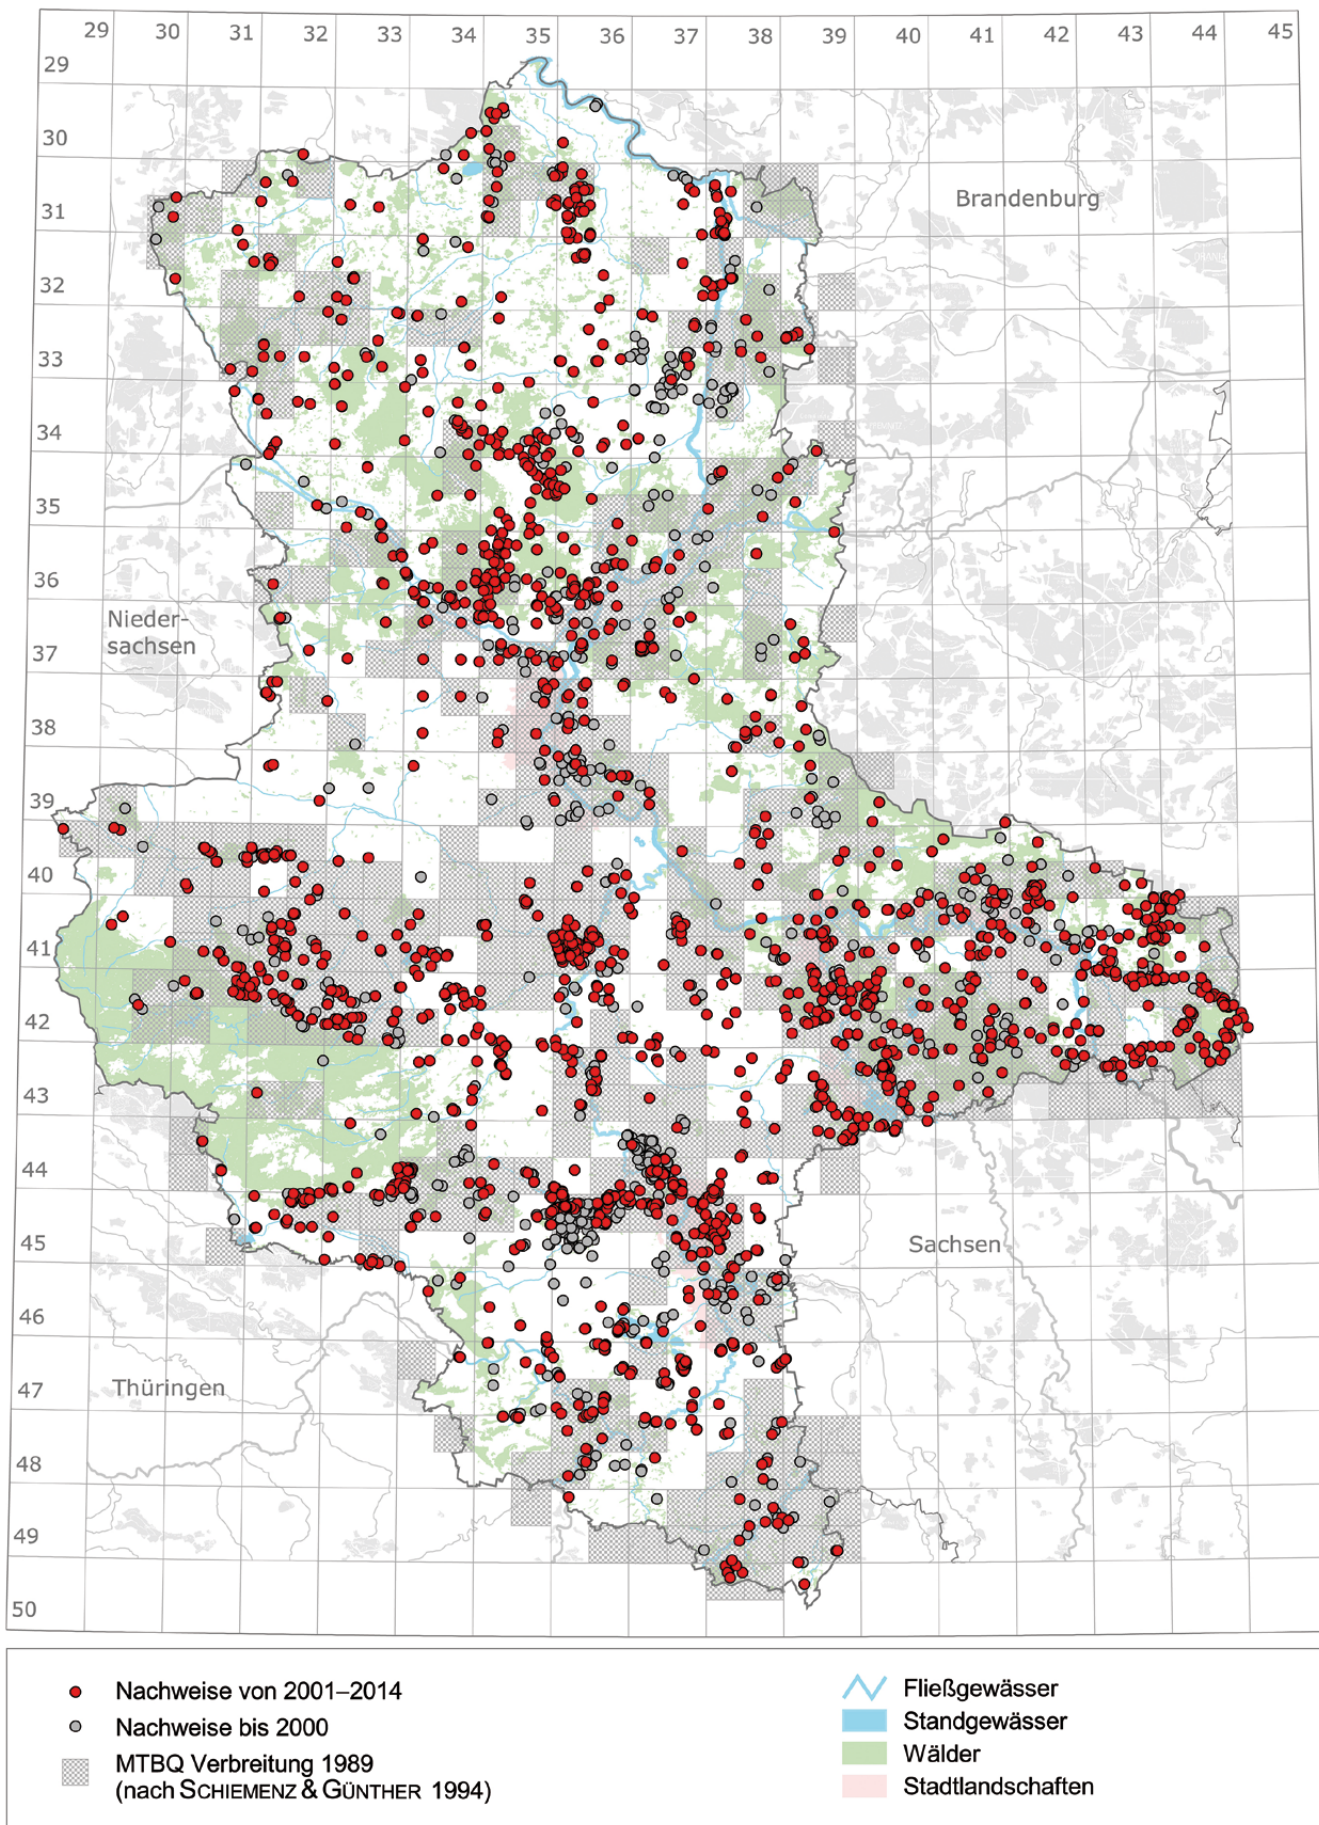 29 30 31 32 33 34 35 36 37 38 39 40 41 42 43 44 45
29
30
31
32
33
34
35
36
37
38
39
40
41
42
43
44
45
46
47
48
49
50
Brandenburg
Nieder-
sachsen
Sachsen
Thüringen
Nachweise von 2001–2014
Nachweise bis 2000
MTBQ Verbreitung 1989
(nach SCHIEMENZ & GÜNTHER 1994)
Fließgewässer
Standgewässer
Wälder
Stadtlandschaften